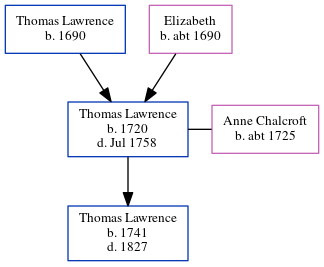 Thomas Lawrence
b. 1690
Elizabeth
b. abt 1690
Thomas Lawrence
b. 1720
d. Jul 1758
Anne Chalcroft
b. abt 1725
Thomas Lawrence
b. 1741
d. 1827